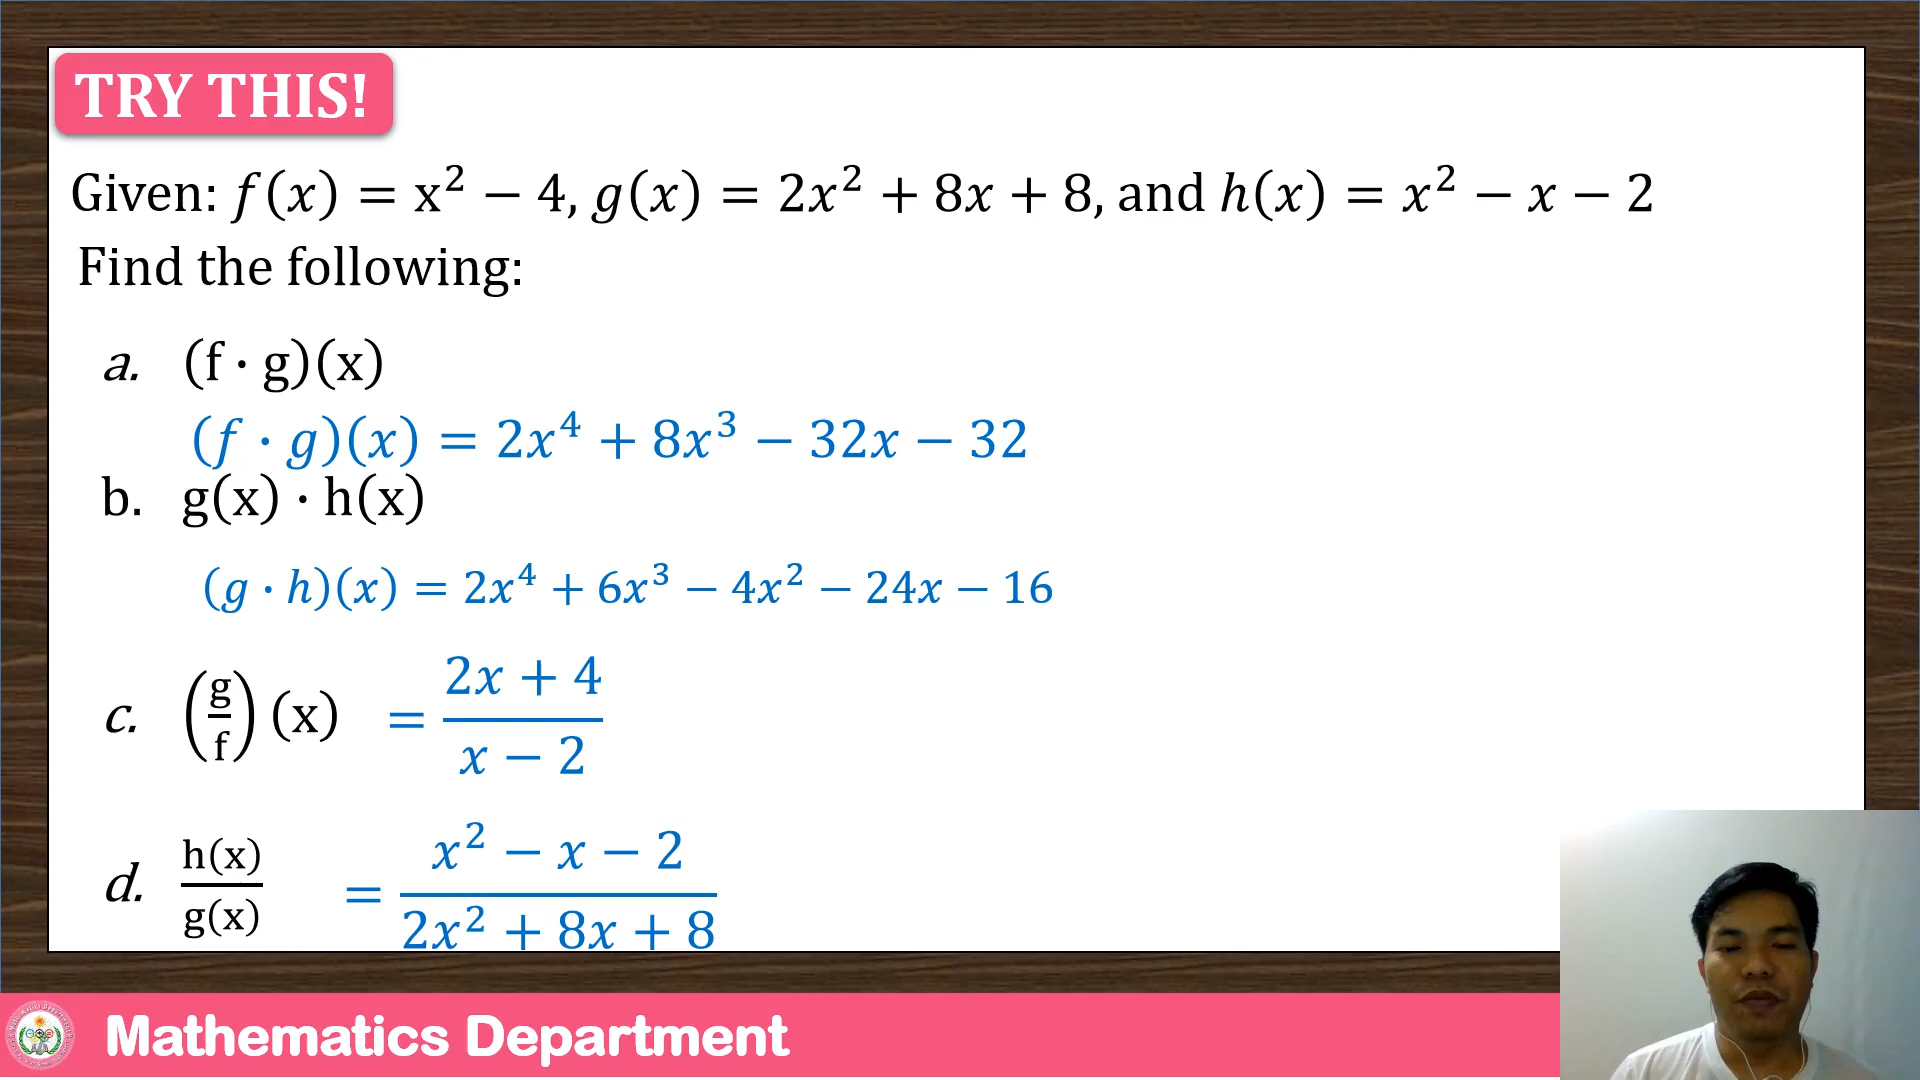 TRY THIS!
Given: f(x) = x² − 4, g(x) = 2x² + 8x + 8, and h(x) = x² − x − 2
Find the following:
a. (f · g)(x)
(f · g)(x) = 2x⁴ + 8x³ − 32x − 32
b. g(x) · h(x)
(g · h)(x) = 2x⁴ + 6x³ − 4x² − 24x − 16
c. (g/f)(x) = (2x + 4)/(x − 2)
d. h(x)/g(x) = (x² − x − 2)/(2x² + 8x + 8)
Mathematics Department